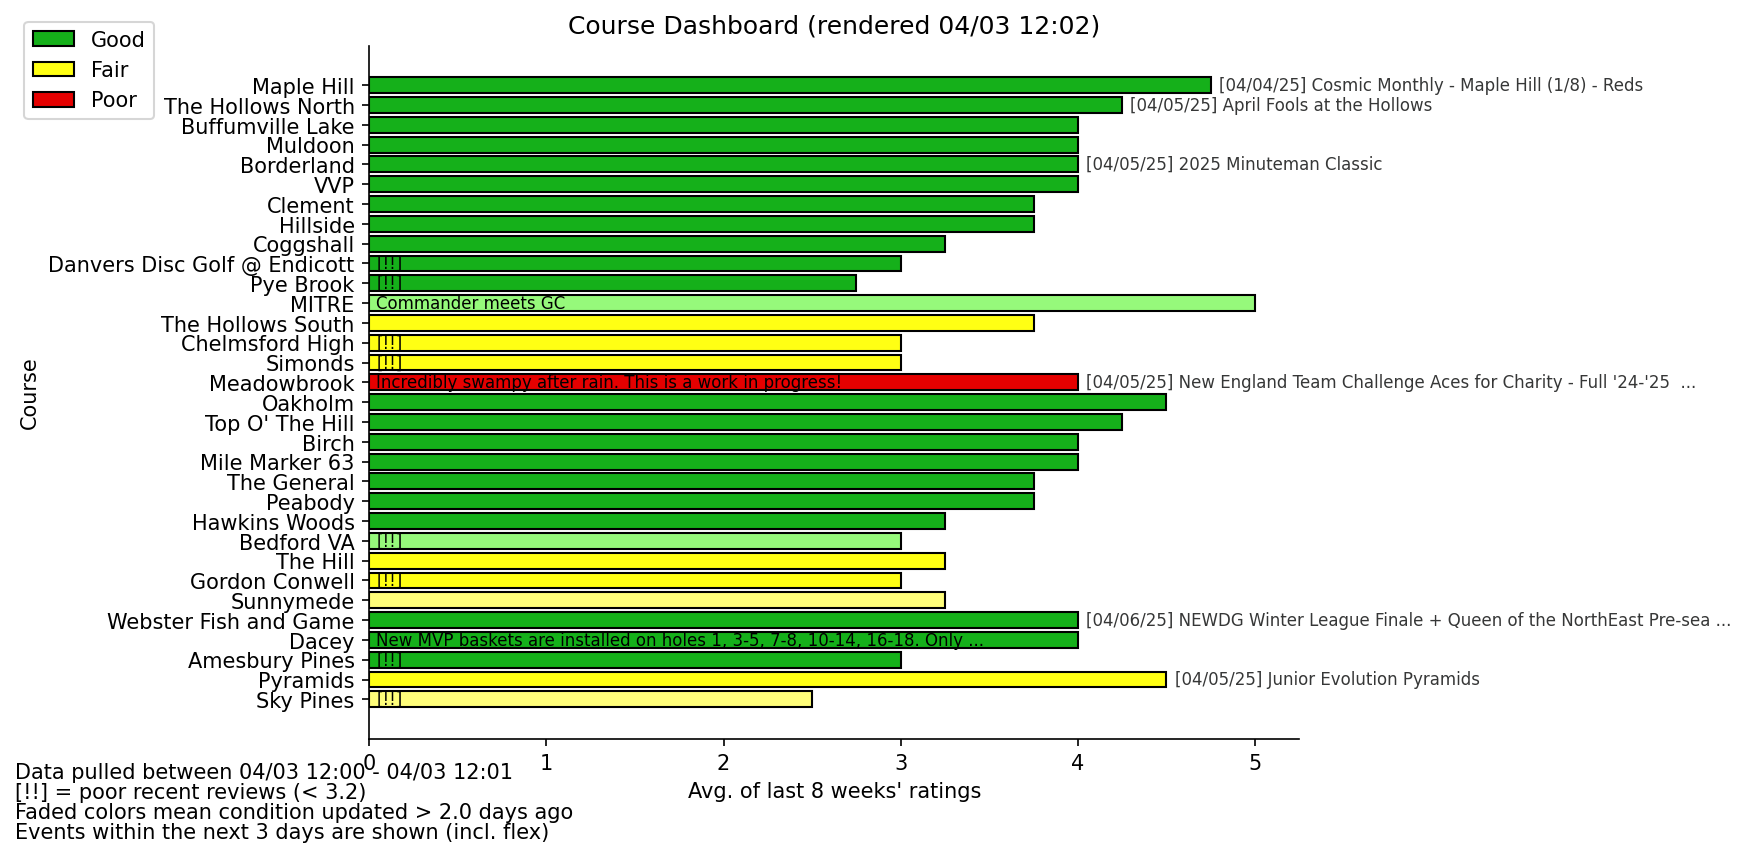 Course Dashboard (rendered 04/03 12:02)
Good
Fair
Poor
Course
Maple Hill [04/04/25] Cosmic Monthly - Maple Hill (1/8) - Reds
The Hollows North [04/05/25] April Fools at the Hollows
Buffumville Lake
Muldoon
Borderland [04/05/25] 2025 Minuteman Classic
VVP
Clement
Hillside
Coggshall
Danvers Disc Golf @ Endicott [!!]
Pye Brook [!!]
MITRE Commander meets GC
The Hollows South
Chelmsford High [!!]
Simonds [!!]
Meadowbrook Incredibly swampy after rain. This is a work in progress! [04/05/25] New England Team Challenge Aces for Charity - Full '24-'25 ...
Oakholm
Top O' The Hill
Birch
Mile Marker 63
The General
Peabody
Hawkins Woods
Bedford VA [!!]
The Hill
Gordon Conwell [!!]
Sunnymede
Webster Fish and Game [04/06/25] NEWDG Winter League Finale + Queen of the NorthEast Pre-sea ...
Dacey New MVP baskets are installed on holes 1, 3-5, 7-8, 10-14, 16-18. Only ...
Amesbury Pines [!!]
Pyramids [04/05/25] Junior Evolution Pyramids
Sky Pines [!!]
0 1 2 3 4 5
Avg. of last 8 weeks' ratings
Data pulled between 04/03 12:00 - 04/03 12:01
[!!] = poor recent reviews (< 3.2)
Faded colors mean condition updated > 2.0 days ago
Events within the next 3 days are shown (incl. flex)